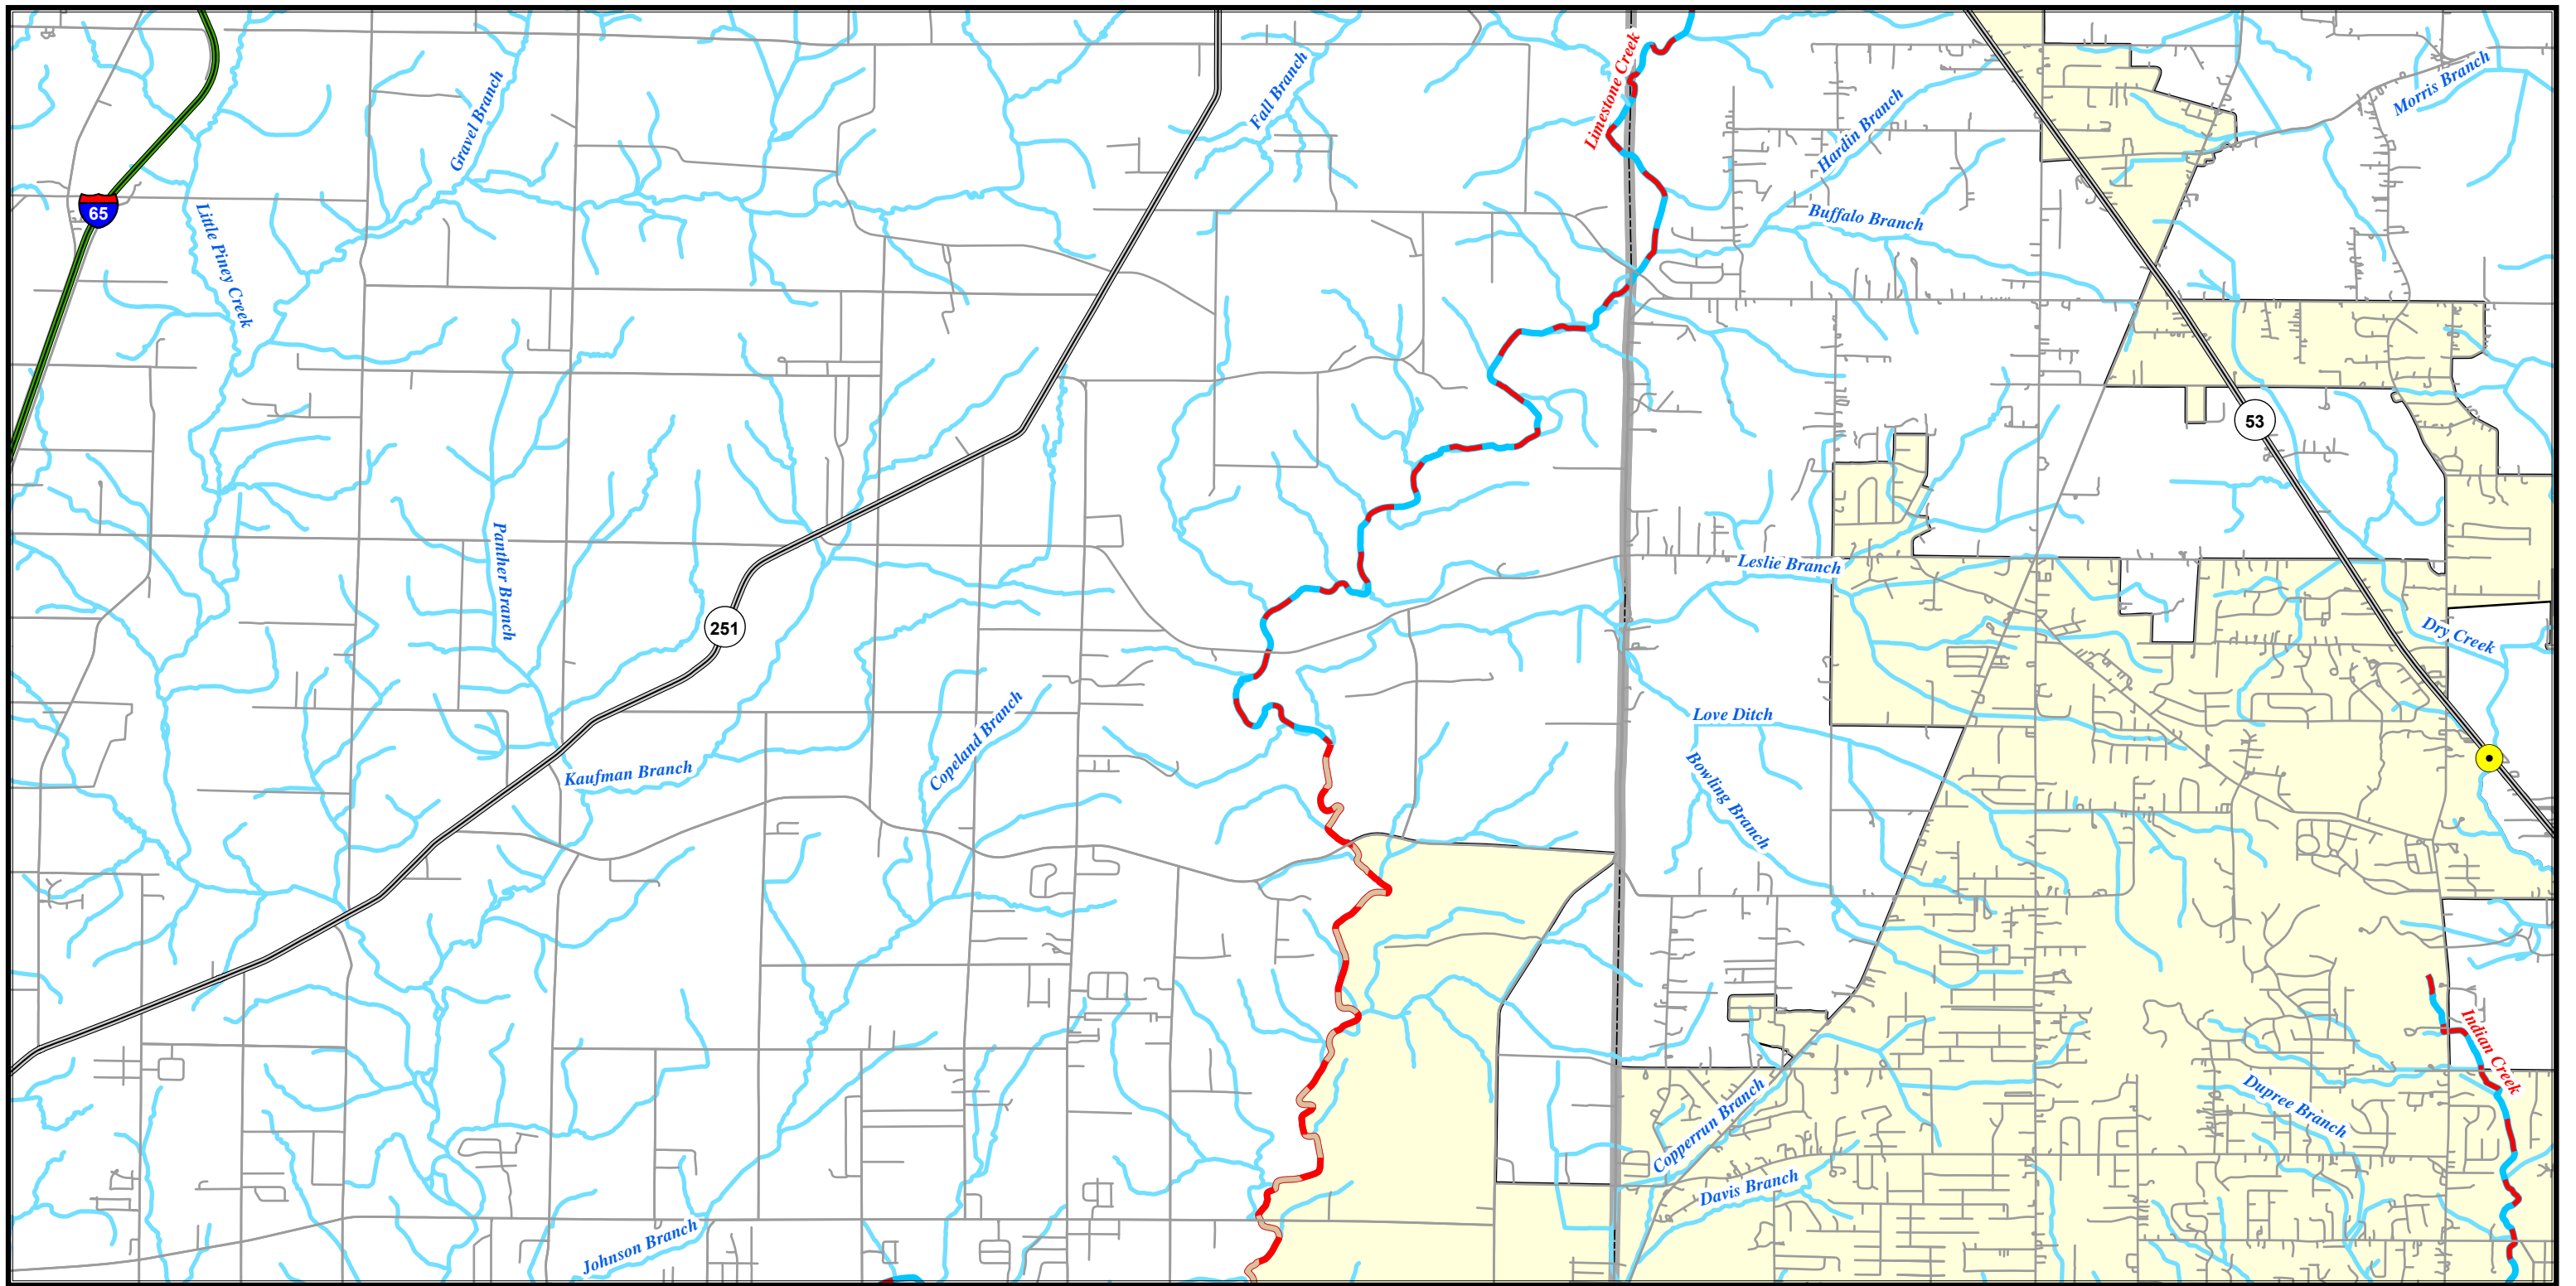 Limestone Creek
Morris Branch
Fall Branch
Gravel Branch
Hardin Branch
65
Buffalo Branch
Little Piney Creek
53
Leslie Branch
Panther Branch
251
Dry Creek
Love Ditch
Copeland Branch
Kaufman Branch
Bowling Branch
Indian Creek
Dupree Branch
Copperrun Branch
Davis Branch
Johnson Branch